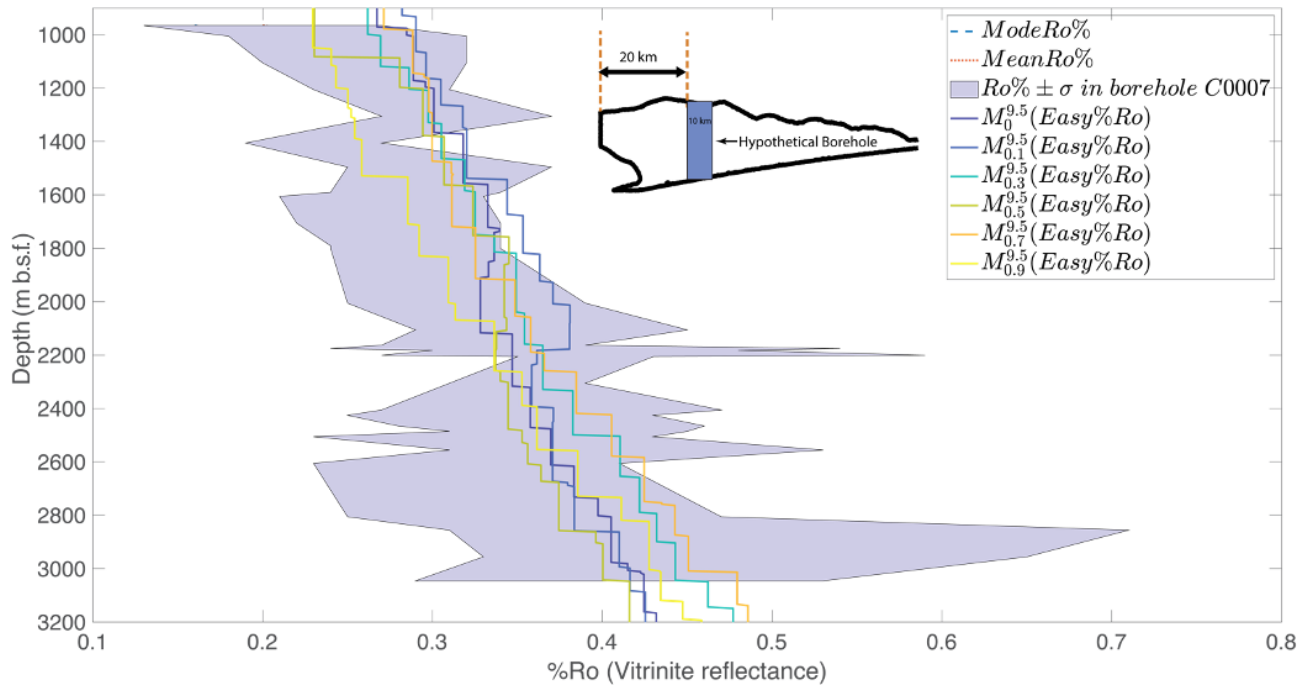 1000
1200
1400
1600
1800
2000
2200
2400
2600
2800
3000
3200
Depth (m b.s.f.)
0.1 0.2 0.3 0.4 0.5 0.6 0.7 0.8
%Ro (Vitrinite reflectance)
20 km
10 km
Hypothetical Borehole
ModeRo%
MeanRo%
Ro% ± σ in borehole C0007
M_0^9.5(Easy%Ro)
M_0.1^9.5(Easy%Ro)
M_0.3^9.5(Easy%Ro)
M_0.5^9.5(Easy%Ro)
M_0.7^9.5(Easy%Ro)
M_0.9^9.5(Easy%Ro)